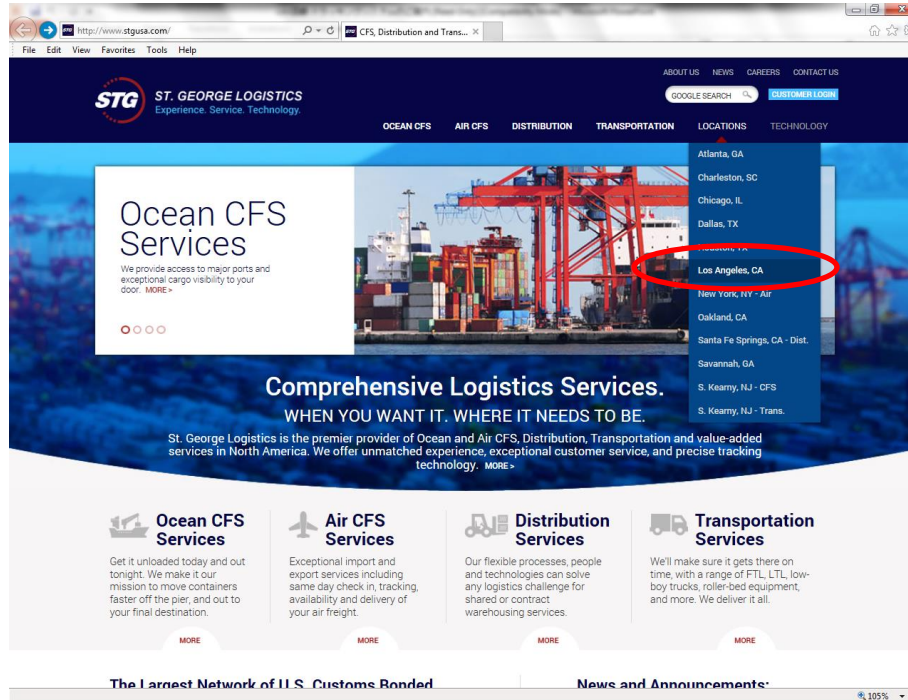 http://www.stgusa.com/
CFS, Distribution and Trans...
File Edit View Favorites Tools Help
ABOUT US NEWS CAREERS CONTACT US
STG
ST. GEORGE LOGISTICS
Experience. Service. Technology.
GOOGLE SEARCH
CUSTOMER LOGIN
OCEAN CFS AIR CFS DISTRIBUTION TRANSPORTATION LOCATIONS TECHNOLOGY
Atlanta, GA
Charleston, SC
Chicago, IL
Dallas, TX
Houston, TX
Los Angeles, CA
New York, NY - Air
Oakland, CA
Santa Fe Springs, CA - Dist.
Savannah, GA
S. Kearny, NJ - CFS
S. Kearny, NJ - Trans.
Ocean CFS
Services
We provide access to major ports and
exceptional cargo visibility to your
door. MORE »
Comprehensive Logistics Services.
WHEN YOU WANT IT. WHERE IT NEEDS TO BE.
St. George Logistics is the premier provider of Ocean and Air CFS, Distribution, Transportation and value-added
services in North America. We offer unmatched experience, exceptional customer service, and precise tracking
technology. MORE »
Ocean CFS
Services
Get it unloaded today and out
tonight. We make it our
mission to move containers
faster off the pier, and out to
your final destination.
MORE
Air CFS
Services
Exceptional import and
export services including
same day check in, tracking,
availability and delivery of
your air freight.
MORE
Distribution
Services
Our flexible processes, people
and technologies can solve
any logistics challenge for
shared or contract
warehousing services.
MORE
Transportation
Services
We'll make sure it gets there on
time, with a range of FTL, LTL, low-
boy trucks, roller-bed equipment,
and more. We deliver it all.
MORE
The Largest Network of U.S. Customs Bonded
News and Announcements:
105%